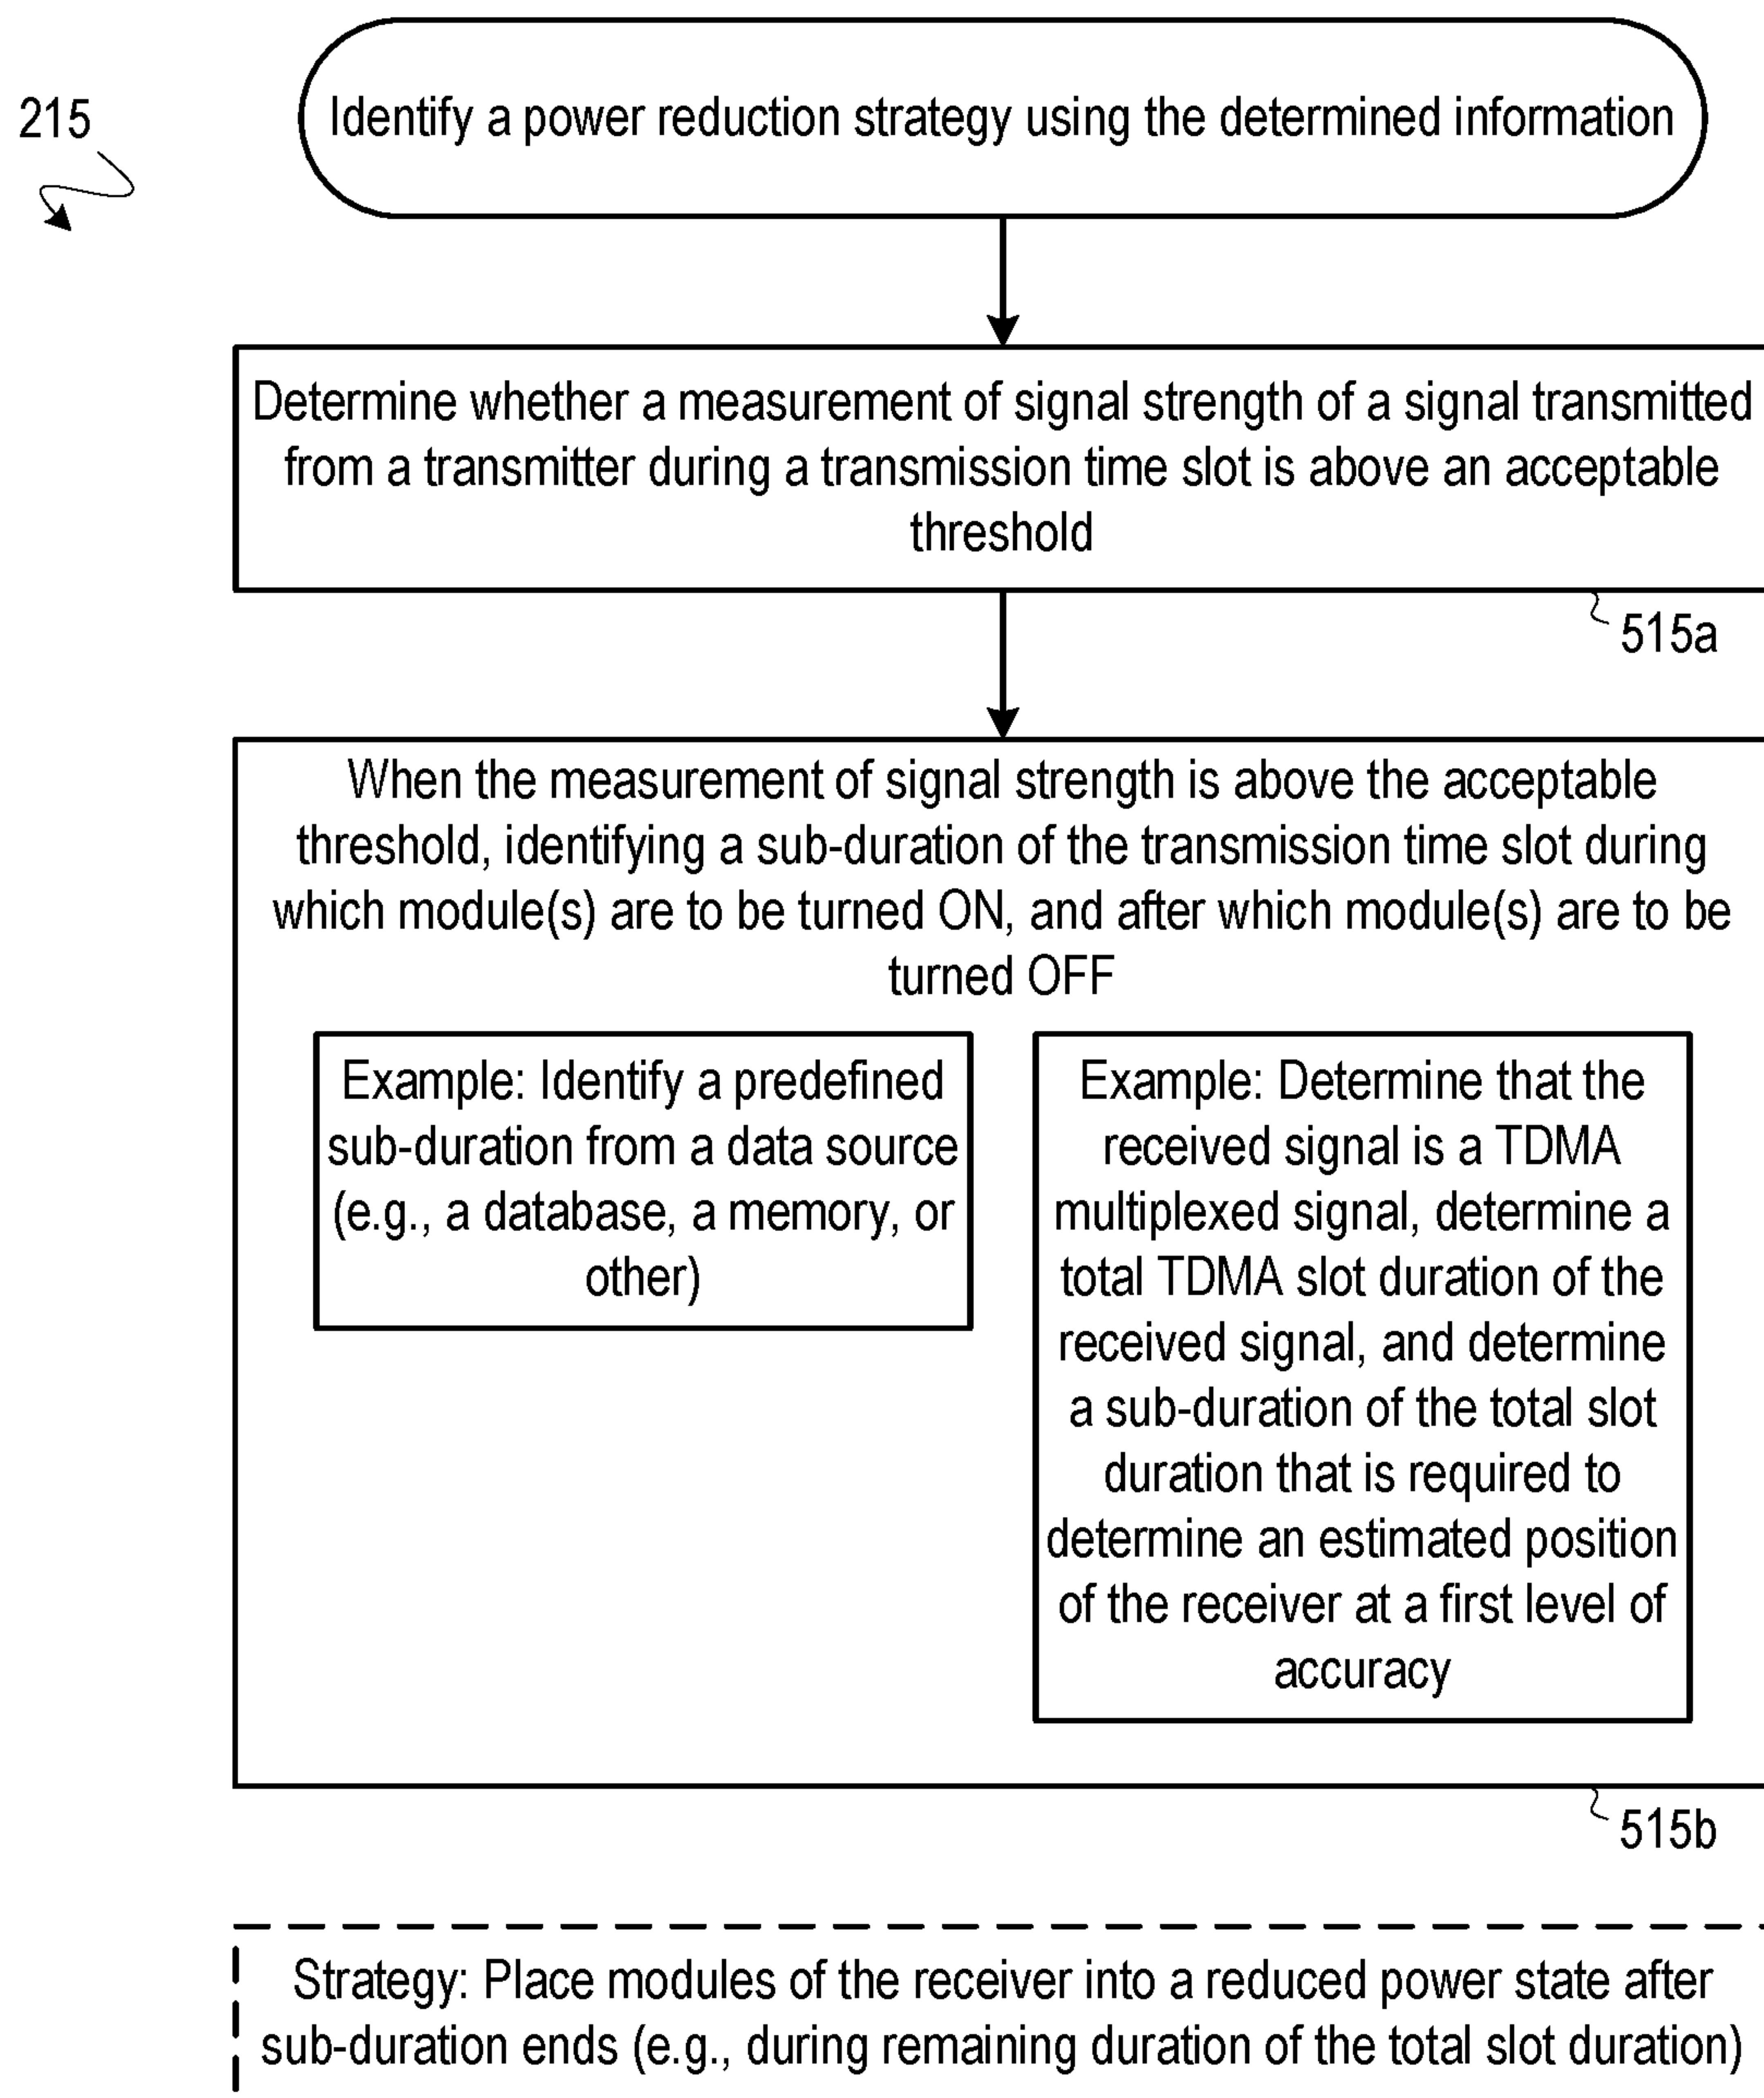 215
Identify a power reduction strategy using the determined information
Determine whether a measurement of signal strength of a signal transmitted
from a transmitter during a transmission time slot is above an acceptable
threshold
515a
When the measurement of signal strength is above the acceptable
threshold, identifying a sub-duration of the transmission time slot during
which module(s) are to be turned ON, and after which module(s) are to be
turned OFF
Example: Identify a predefined
sub-duration from a data source
(e.g., a database, a memory, or
other)
Example: Determine that the
received signal is a TDMA
multiplexed signal, determine a
total TDMA slot duration of the
received signal, and determine
a sub-duration of the total slot
duration that is required to
determine an estimated position
of the receiver at a first level of
accuracy
515b
Strategy: Place modules of the receiver into a reduced power state after
sub-duration ends (e.g., during remaining duration of the total slot duration)